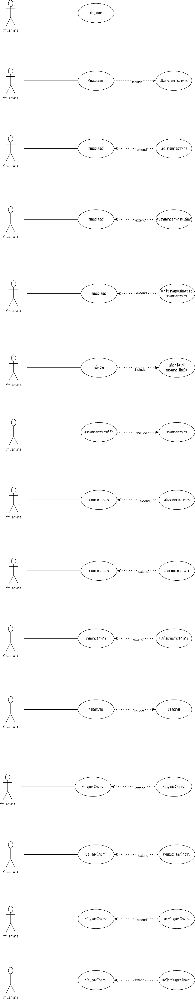 เข้าสู่ระบบ
ร้านอาหาร
รับออเดอร์
include
เลือกรายการอาหาร
ร้านอาหาร
รับออเดอร์
extend
เพิ่มรายการอาหาร
ร้านอาหาร
รับออเดอร์
extend
ลบรายการอาหารที่เลือก
ร้านอาหาร
รับออเดอร์
extend
แก้ไขรายละเอียดของ
รายการอาหาร
ร้านอาหาร
เช็คบิล
include
เลือกโต๊ะที่
ต้องการเช็คบิล
ร้านอาหาร
ดูรายการอาหารที่สั่ง
include
รายการอาหาร
ร้านอาหาร
รายการอาหาร
extend
เพิ่มรายการอาหาร
ร้านอาหาร
รายการอาหาร
extend
ลบรายการอาหาร
ร้านอาหาร
รายการอาหาร
extend
แก้ไขรายการอาหาร
ร้านอาหาร
ดูยอดขาย
include
ยอดขาย
ร้านอาหาร
ข้อมูลพนักงาน
extend
ข้อมูลพนักงาน
ร้านอาหาร
ข้อมูลพนักงาน
extend
เพิ่มข้อมูลพนักงาน
ร้านอาหาร
ข้อมูลพนักงาน
extend
ลบข้อมูลพนักงาน
ร้านอาหาร
ข้อมูลพนักงาน
extend
แก้ไขข้อมูลพนักงาน
ร้านอาหาร